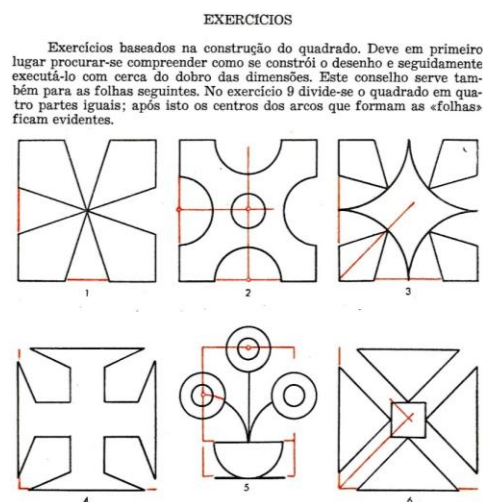 EXERCÍCIOS
Exercícios baseados na construção do quadrado. Deve em primeiro
lugar procurar-se compreender como se constrói o desenho e seguidamente
executá-lo com cerca do dobro das dimensões. Este conselho serve tam-
bém para as folhas seguintes. No exercício 9 divide-se o quadrado em qua-
tro partes iguais; após isto os centros dos arcos que formam as «folhas»
ficam evidentes.
1
2
3
4
5
6